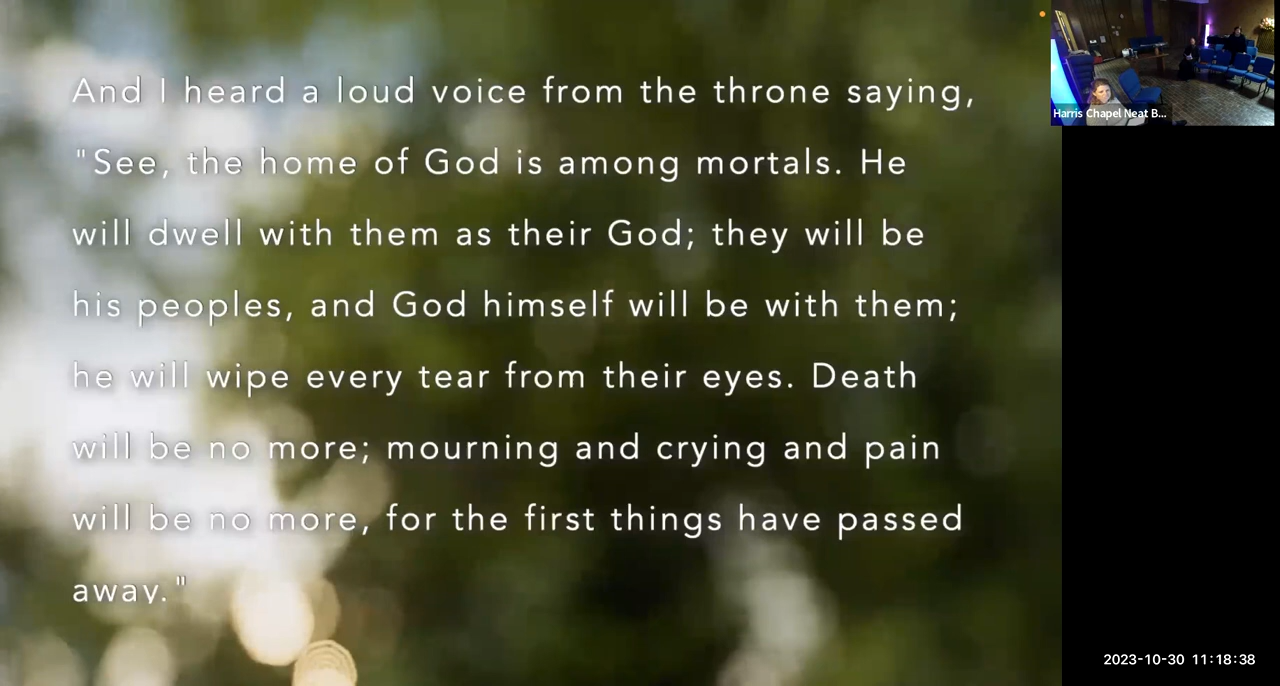 And I heard a loud voice from the throne saying,
"See, the home of God is among mortals. He
will dwell with them as their God; they will be
his peoples, and God himself will be with them;
he will wipe every tear from their eyes. Death
will be no more; mourning and crying and pain
will be no more, for the first things have passed
away."
Harris Chapel Neat B...
2023-10-30 11:18:38